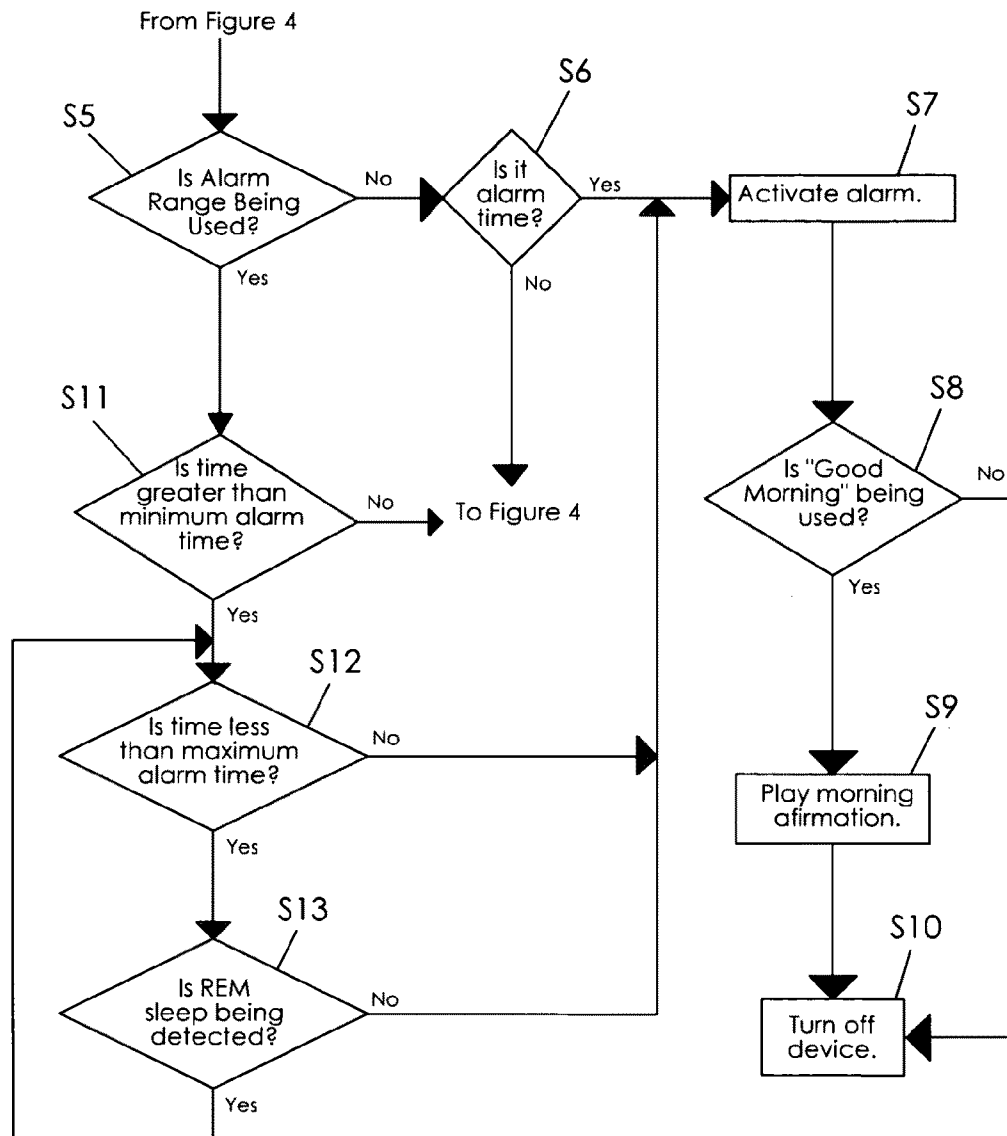 From Figure 4
S5
Is Alarm
Range Being
Used?
No
Yes
S6
Is it
alarm
time?
Yes
No
S7
Activate alarm.
S11
Is time
greater than
minimum alarm
time?
No
Yes
To Figure 4
S8
Is "Good
Morning" being
used?
No
Yes
S12
Is time less
than maximum
alarm time?
No
Yes
S9
Play morning
afirmation.
S13
Is REM
sleep being
detected?
No
Yes
S10
Turn off
device.